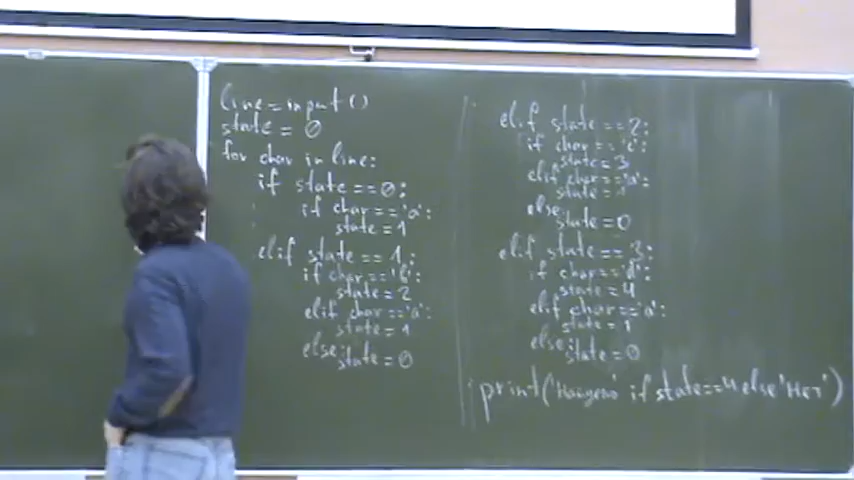 line = input()
state = 0
for char in line:
if state == 0:
if char == 'a':
state = 1
elif state == 1:
if char == 'b':
state = 2
elif char == 'a':
state = 1
else:
state = 0
elif state == 2:
if char == 'c':
state = 3
elif char == 'a':
state = 1
else:
state = 0
elif state == 3:
if char == 'd':
state = 4
elif char == 'a':
state = 1
else:
state = 0
print('Найдено' if state == 4 else 'Нет')